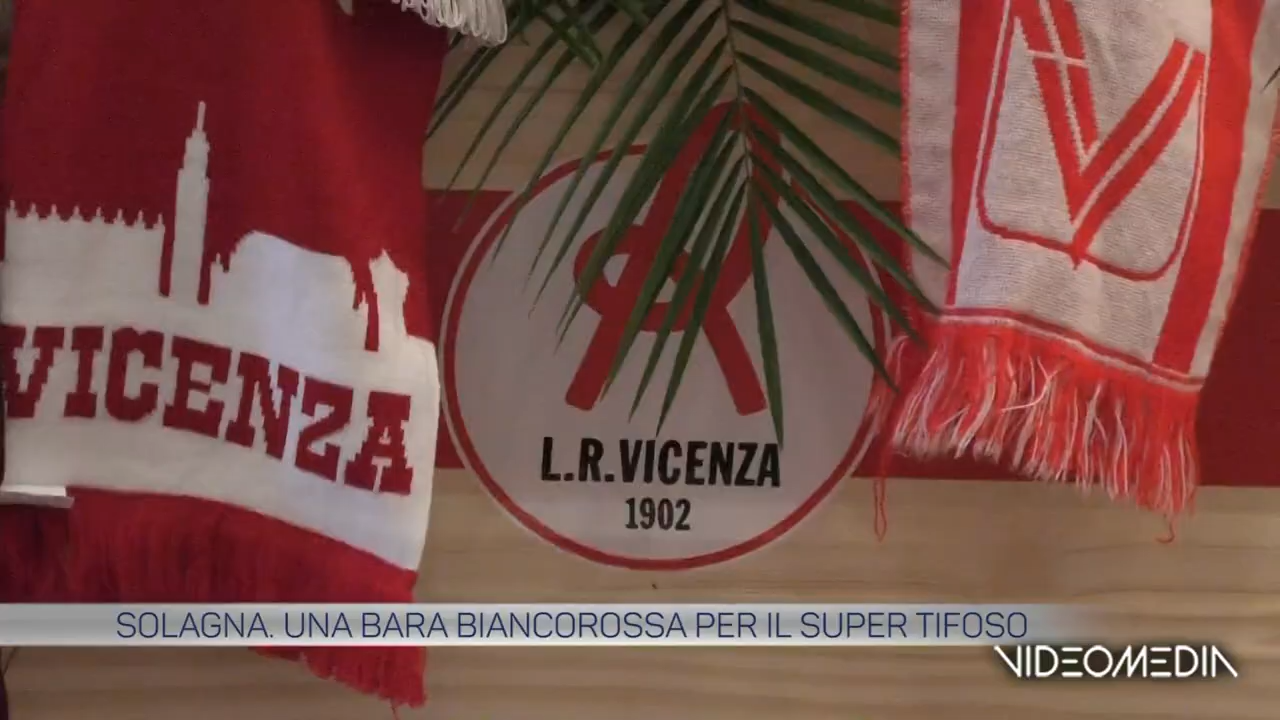 VICENZA
L.R.VICENZA
1902
SOLAGNA. UNA BARA BIANCOROSSA PER IL SUPER TIFOSO
VIDEOMEDIA